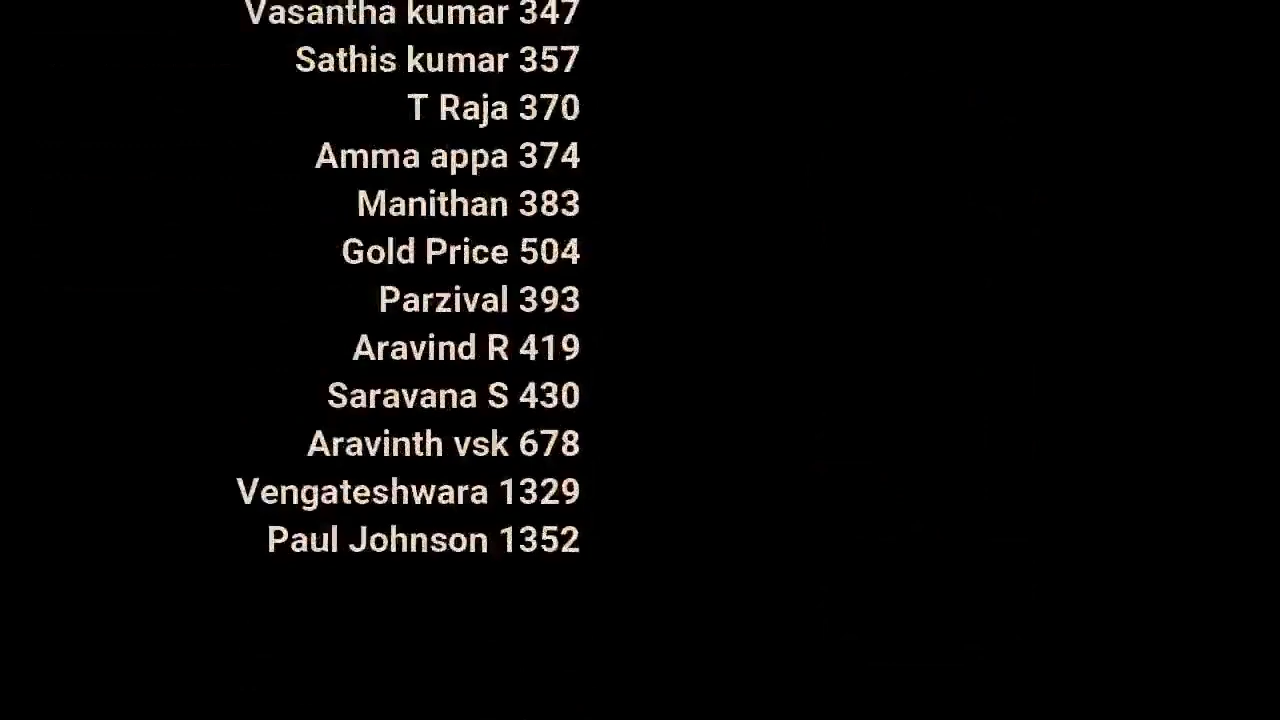 Vasantha kumar 347
Sathis kumar 357
T Raja 370
Amma appa 374
Manithan 383
Gold Price 504
Parzival 393
Aravind R 419
Saravana S 430
Aravinth vsk 678
Vengateshwara 1329
Paul Johnson 1352